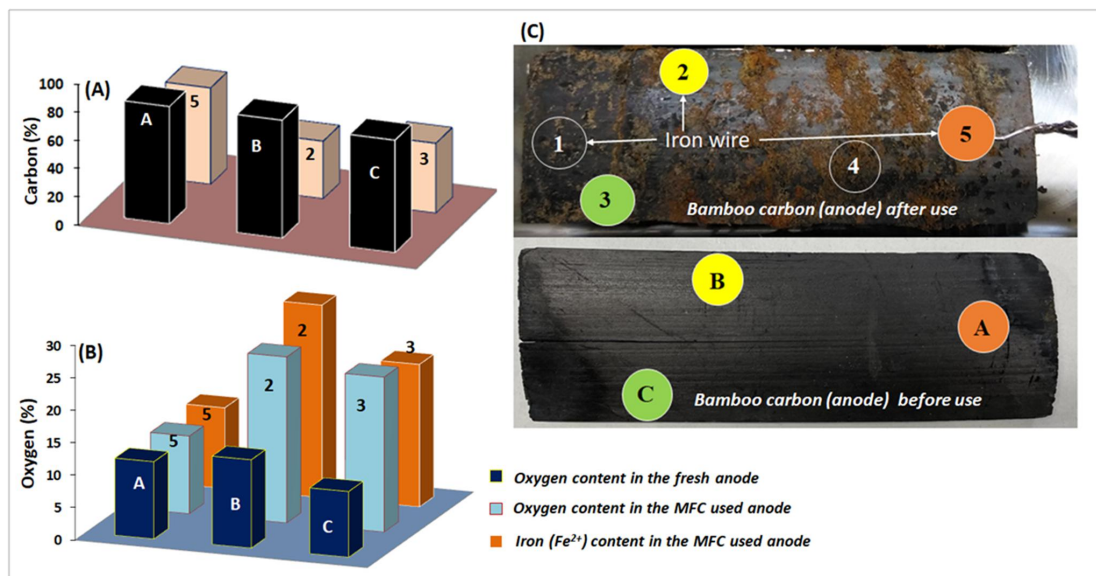 (A)
Carbon (%)
100
80
60
40
20
0
A
5
B
2
C
3
(B)
Oxygen (%)
30
25
20
15
10
5
0
A
5
5
B
2
2
C
3
3
(C)
1
2
Iron wire
3
4
5
Bamboo carbon (anode) after use
B
A
C
Bamboo carbon (anode) before use
Oxygen content in the fresh anode
Oxygen content in the MFC used anode
Iron (Fe²⁺) content in the MFC used anode